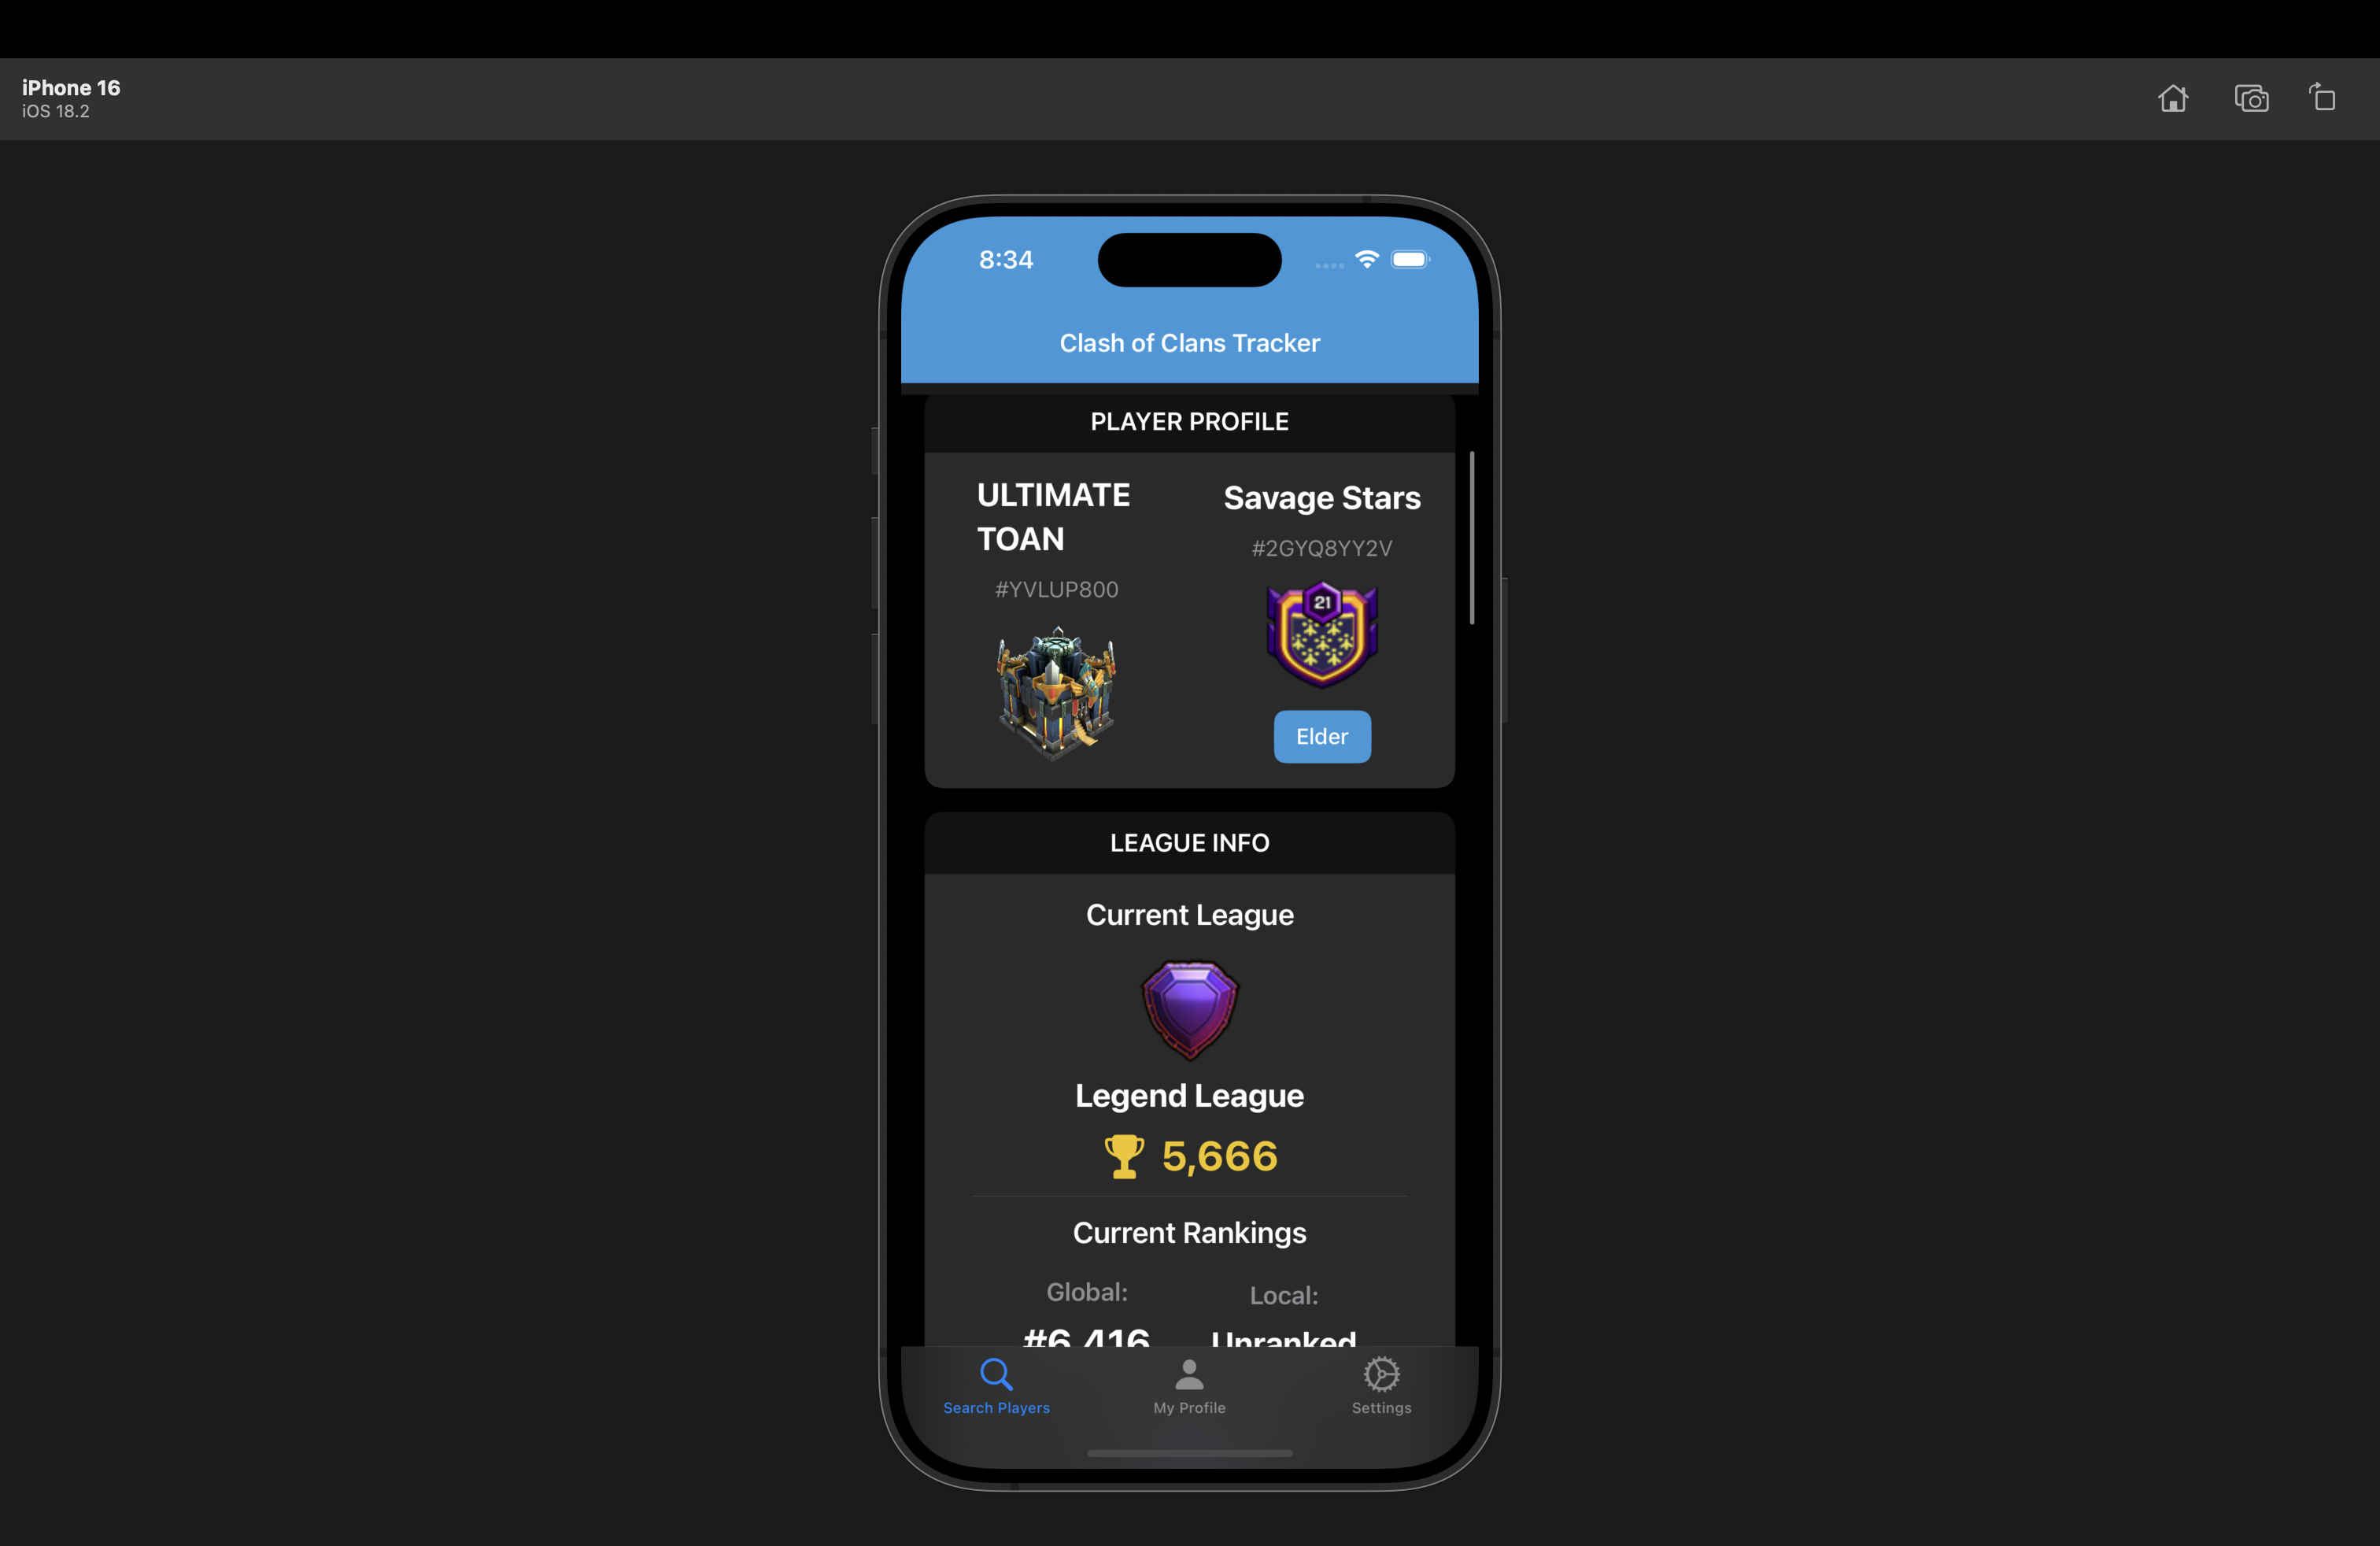 iPhone 16
iOS 18.2
8:34
Clash of Clans Tracker
PLAYER PROFILE
ULTIMATE
TOAN
#YVLUP800
Savage Stars
#2GYQ8YY2V
21
Elder
LEAGUE INFO
Current League
Legend League
5,666
Current Rankings
Global:
#6,416
Local:
Unranked
Search Players
My Profile
Settings